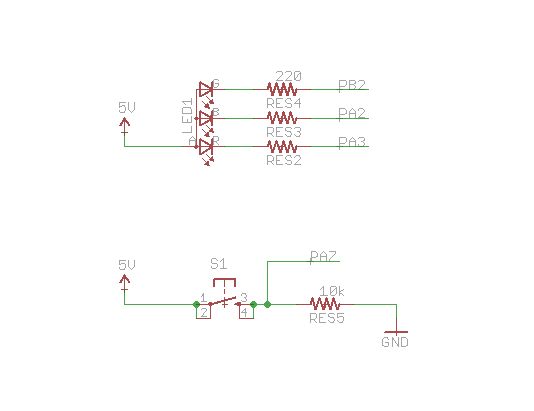 220
G
PB2
RES4
5V
LED1
B
PA2
RES3
A
R
PA3
RES2
5V
S1
PA7
1
3
10k
2
4
RES5
GND